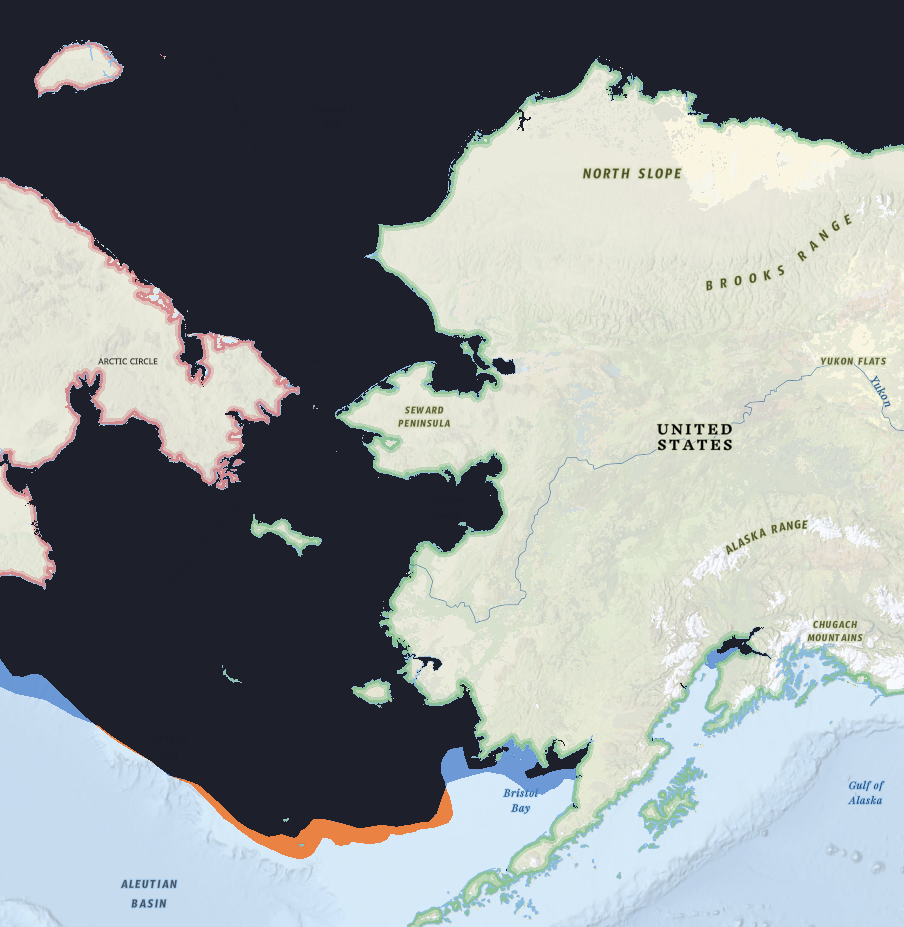 NORTH SLOPE
BROOKS RANGE
ARCTIC CIRCLE
YUKON FLATS
Yukon
SEWARD
PENINSULA
UNITED
STATES
ALASKA RANGE
CHUGACH
MOUNTAINS
Bristol
Bay
Gulf of
Alaska
ALEUTIAN
BASIN